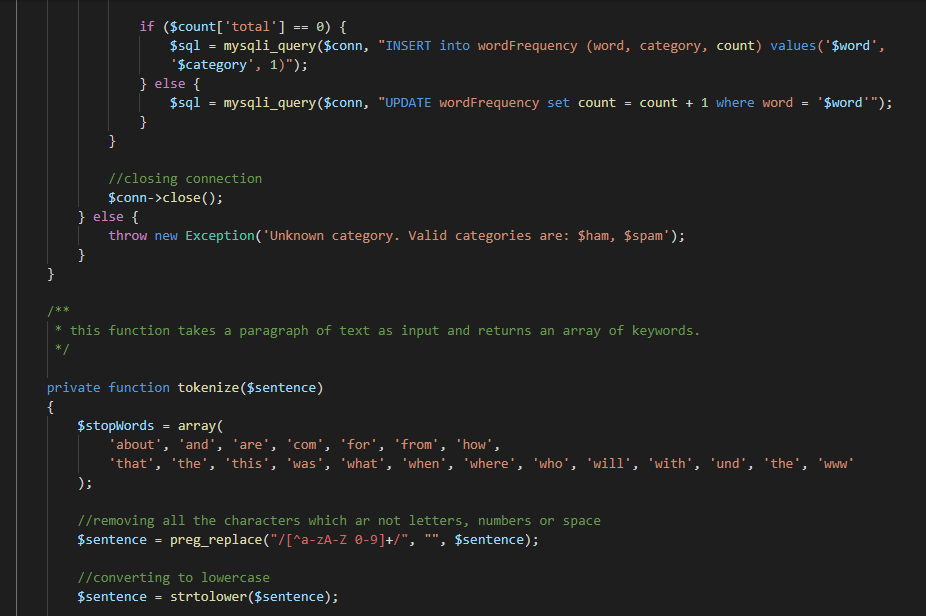 if ($count['total'] == 0) {
$sql = mysqli_query($conn, "INSERT into wordFrequency (word, category, count) values('$word',
'$category', 1)");
} else {
$sql = mysqli_query($conn, "UPDATE wordFrequency set count = count + 1 where word = '$word'");
}
}
//closing connection
$conn->close();
} else {
throw new Exception('Unknown category. Valid categories are: $ham, $spam');
}
}
/**
* this function takes a paragraph of text as input and returns an array of keywords.
*/
private function tokenize($sentence)
{
$stopWords = array(
'about', 'and', 'are', 'com', 'for', 'from', 'how',
'that', 'the', 'this', 'was', 'what', 'when', 'where', 'who', 'will', 'with', 'und', 'the', 'www'
);
//removing all the characters which ar not letters, numbers or space
$sentence = preg_replace("/[^a-zA-Z 0-9]+/", "", $sentence);
//converting to lowercase
$sentence = strtolower($sentence);